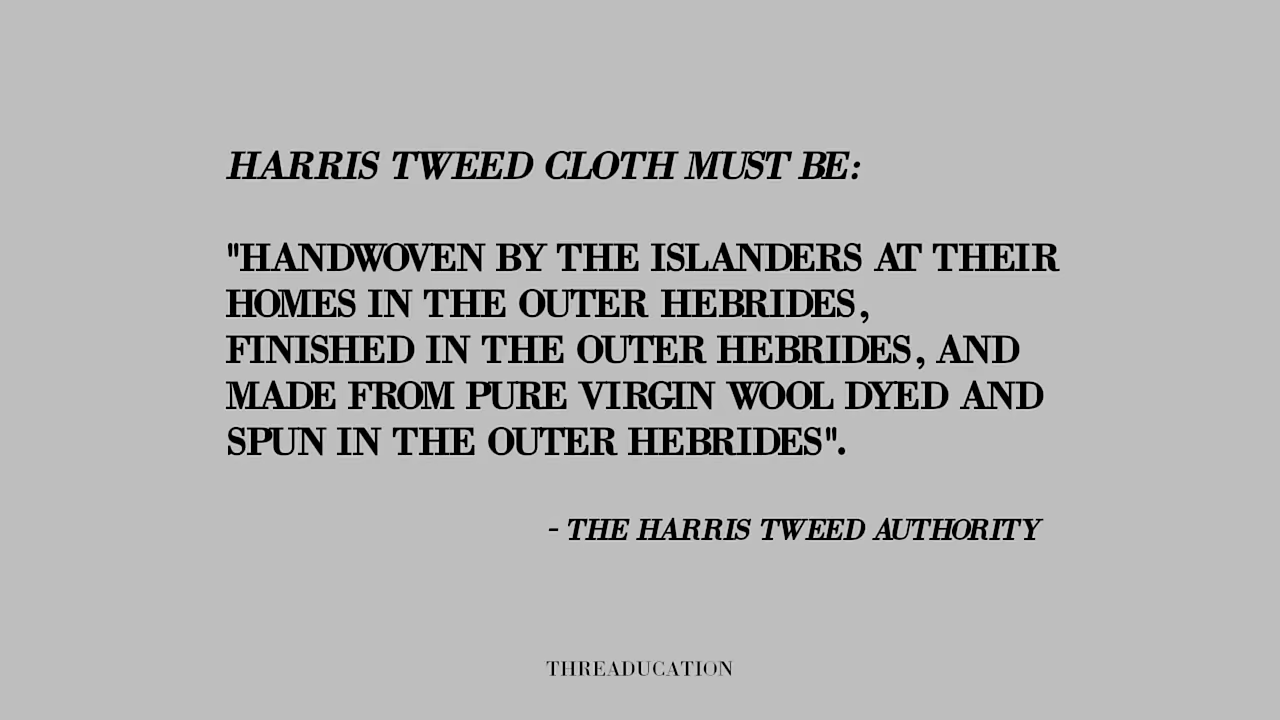 HARRIS TWEED CLOTH MUST BE:
"HANDWOVEN BY THE ISLANDERS AT THEIR
HOMES IN THE OUTER HEBRIDES,
FINISHED IN THE OUTER HEBRIDES, AND
MADE FROM PURE VIRGIN WOOL DYED AND
SPUN IN THE OUTER HEBRIDES".
- THE HARRIS TWEED AUTHORITY
THREADUCATION